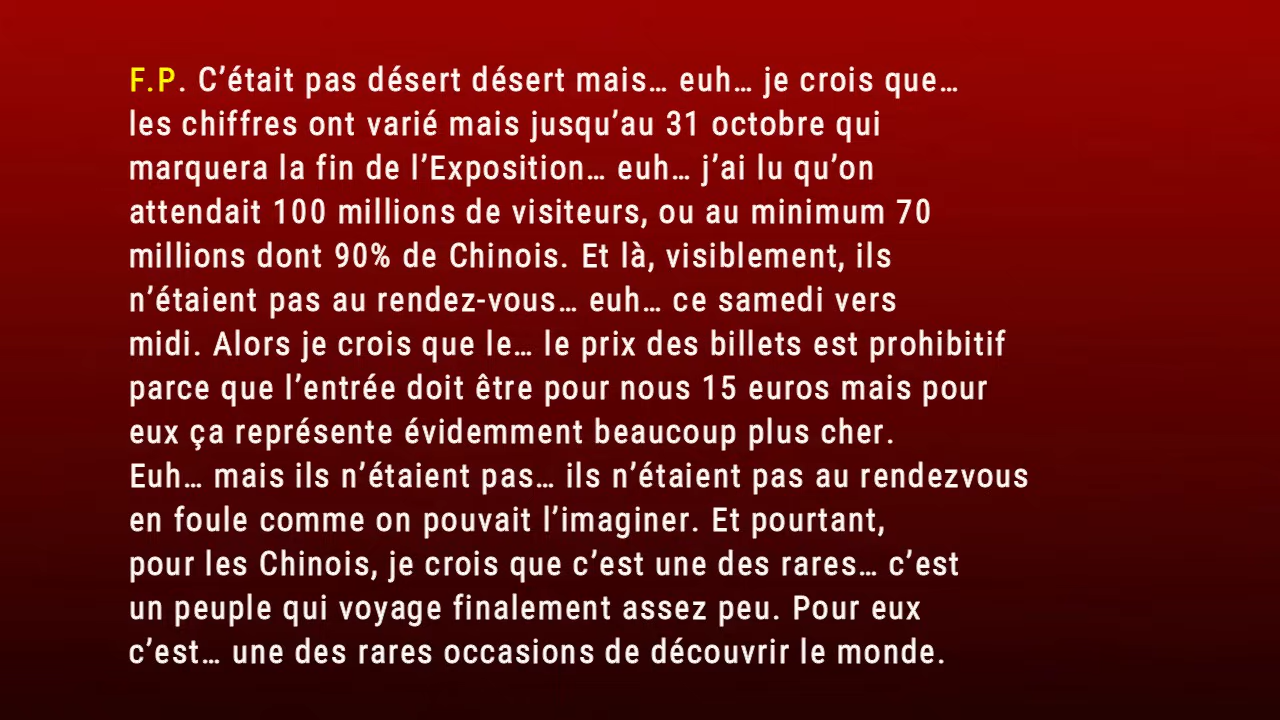 F.P. C’était pas désert désert mais… euh… je crois que…
les chiffres ont varié mais jusqu’au 31 octobre qui
marquera la fin de l’Exposition… euh… j’ai lu qu’on
attendait 100 millions de visiteurs, ou au minimum 70
millions dont 90% de Chinois. Et là, visiblement, ils
n’étaient pas au rendez-vous… euh… ce samedi vers
midi. Alors je crois que le… le prix des billets est prohibitif
parce que l’entrée doit être pour nous 15 euros mais pour
eux ça représente évidemment beaucoup plus cher.
Euh… mais ils n’étaient pas… ils n’étaient pas au rendezvous
en foule comme on pouvait l’imaginer. Et pourtant,
pour les Chinois, je crois que c’est une des rares… c’est
un peuple qui voyage finalement assez peu. Pour eux
c’est… une des rares occasions de découvrir le monde.